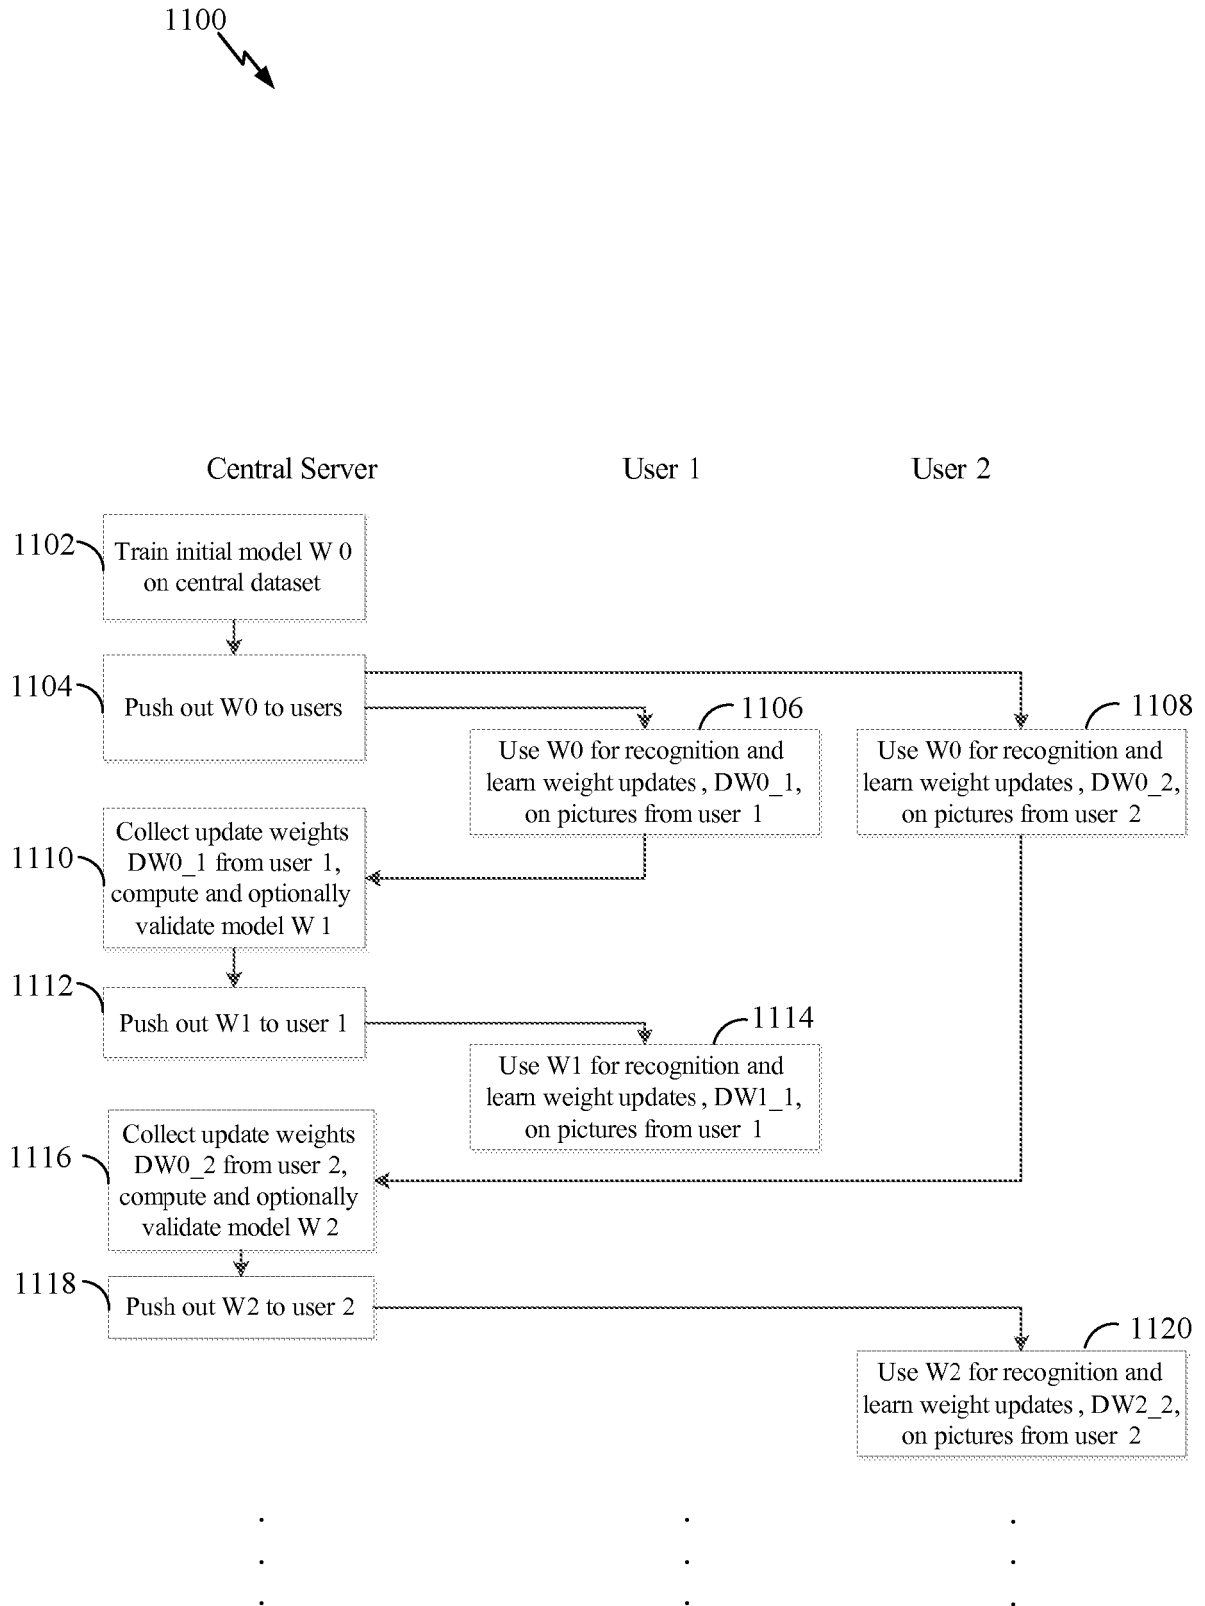 1100
Central Server
User 1
User 2
1102
Train initial model W 0
on central dataset
1104
Push out W0 to users
1106
Use W0 for recognition and
learn weight updates , DW0_1,
on pictures from user 1
1108
Use W0 for recognition and
learn weight updates , DW0_2,
on pictures from user 2
1110
Collect update weights
DW0_1 from user 1,
compute and optionally
validate model W 1
1112
Push out W1 to user 1
1114
Use W1 for recognition and
learn weight updates , DW1_1,
on pictures from user 1
1116
Collect update weights
DW0_2 from user 2,
compute and optionally
validate model W 2
1118
Push out W2 to user 2
1120
Use W2 for recognition and
learn weight updates , DW2_2,
on pictures from user 2